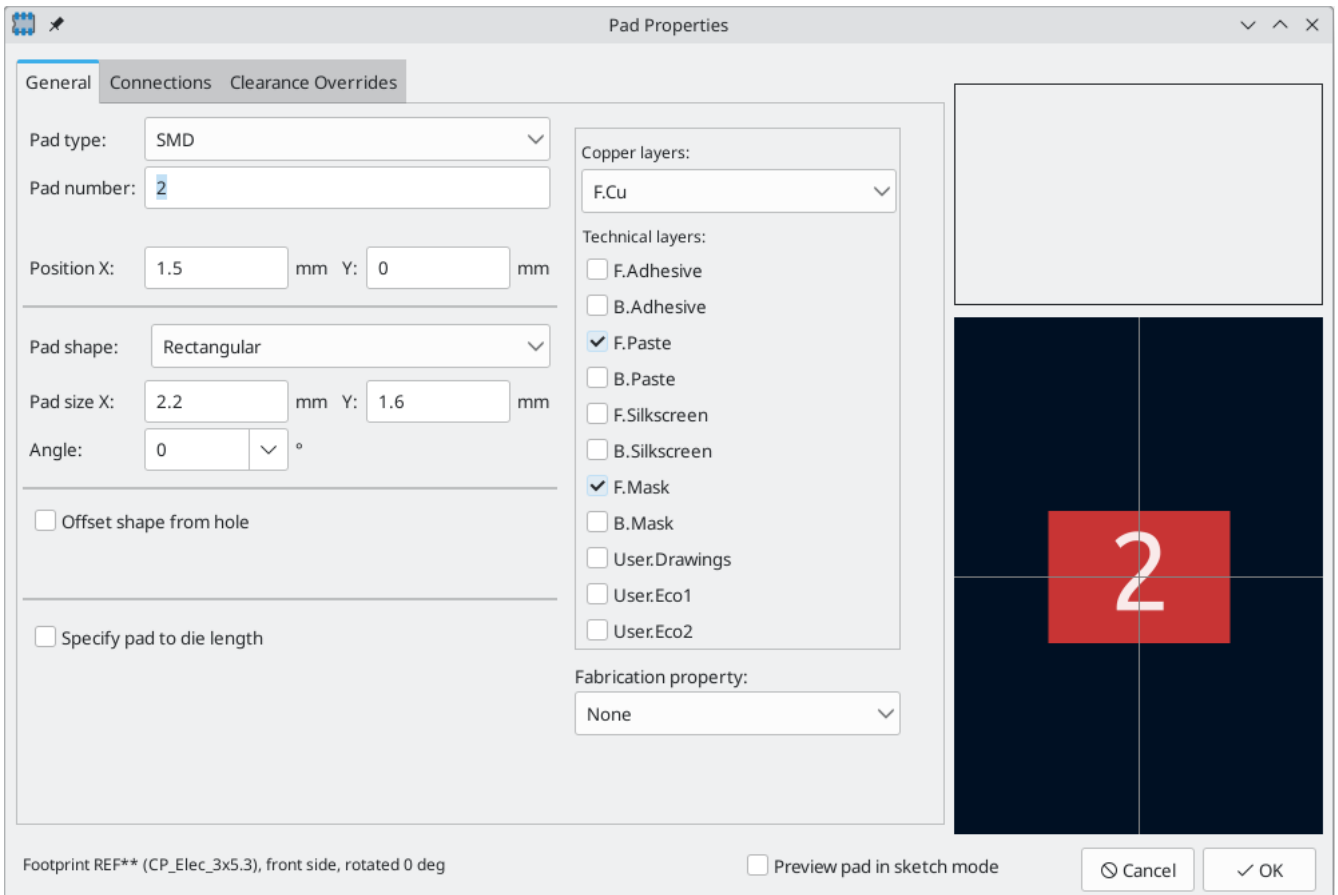 Pad Properties
General Connections Clearance Overrides
Pad type: SMD
Pad number: 2
Position X: 1.5 mm Y: 0 mm
Pad shape: Rectangular
Pad size X: 2.2 mm Y: 1.6 mm
Angle: 0 °
Offset shape from hole
Specify pad to die length
Copper layers:
F.Cu
Technical layers:
F.Adhesive
B.Adhesive
F.Paste
B.Paste
F.Silkscreen
B.Silkscreen
F.Mask
B.Mask
User.Drawings
User.Eco1
User.Eco2
Fabrication property:
None
2
Footprint REF** (CP_Elec_3x5.3), front side, rotated 0 deg
Preview pad in sketch mode
Cancel
OK